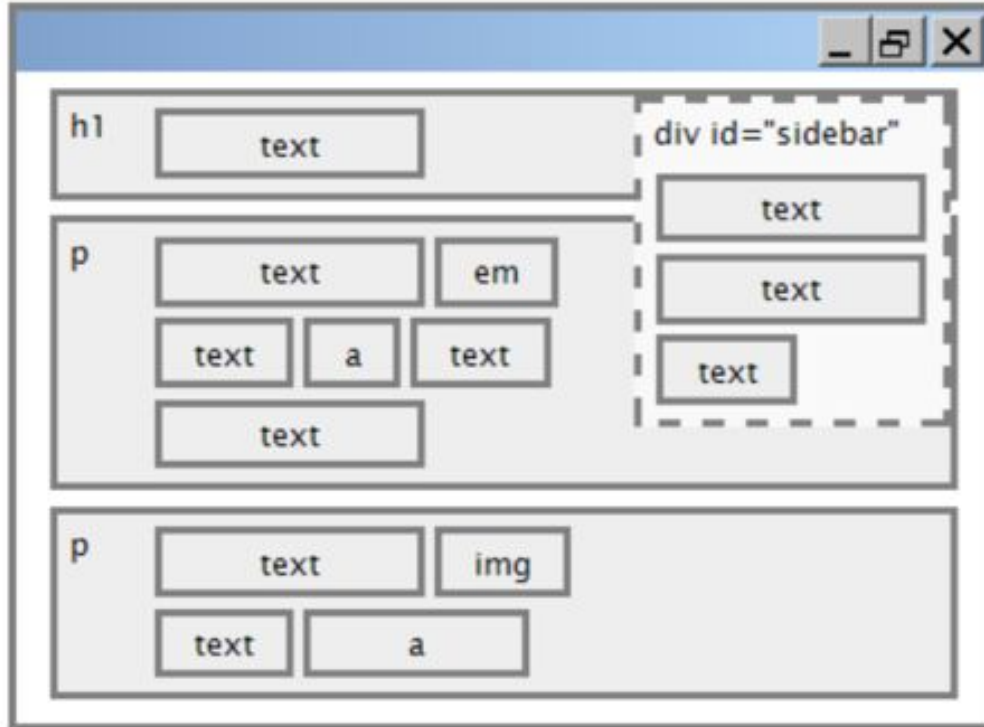 h1
text
div id="sidebar"
text
text
text
p
text em
text a text
text
p
text img
text a